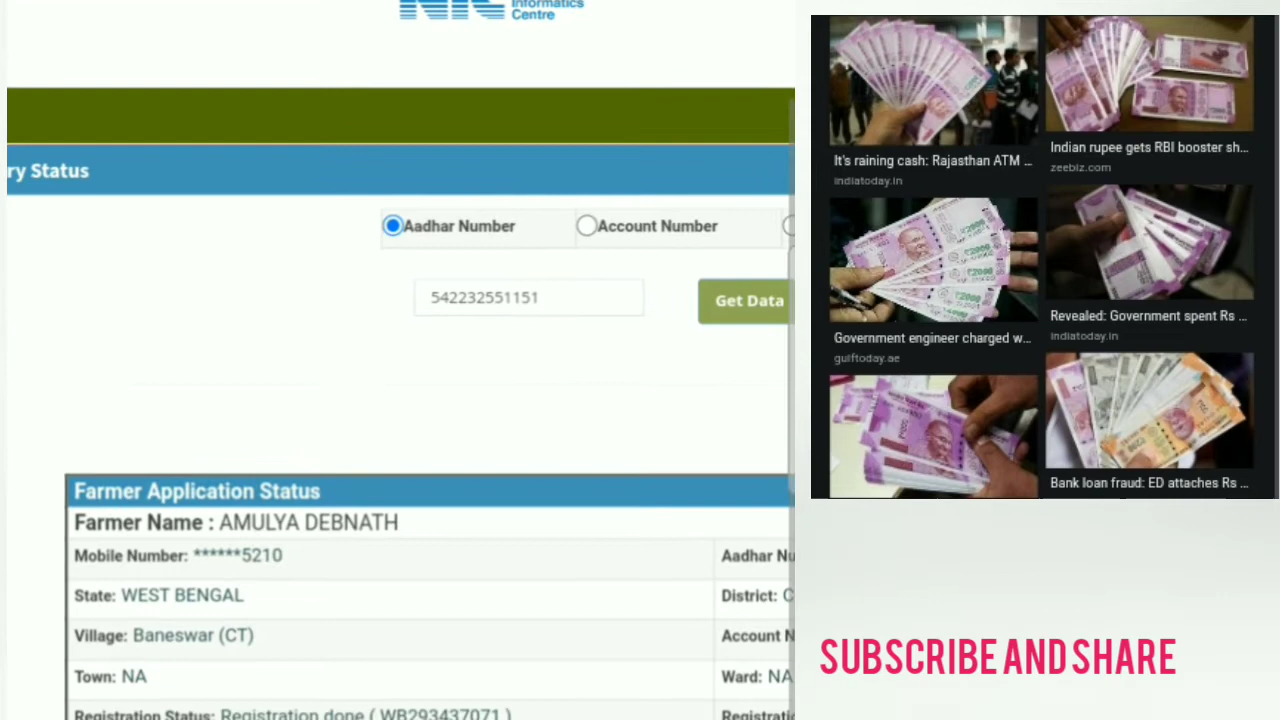 Informatics
Centre
ry Status
Aadhar Number
Account Number
542232551151
Get Data
Farmer Application Status
Farmer Name : AMULYA DEBNATH
Mobile Number: ******5210
Aadhar Nu
State: WEST BENGAL
District: C
Village: Baneswar (CT)
Account N
Town: NA
Ward: NA
Registration Status: Registration done ( WB293437071 )
Registratio
It's raining cash: Rajasthan ATM ...
indiatoday.in
Indian rupee gets RBI booster sh...
zeebiz.com
Government engineer charged w...
gulftoday.ae
Revealed: Government spent Rs ...
indiatoday.in
Bank loan fraud: ED attaches Rs ...
SUBSCRIBE AND SHARE